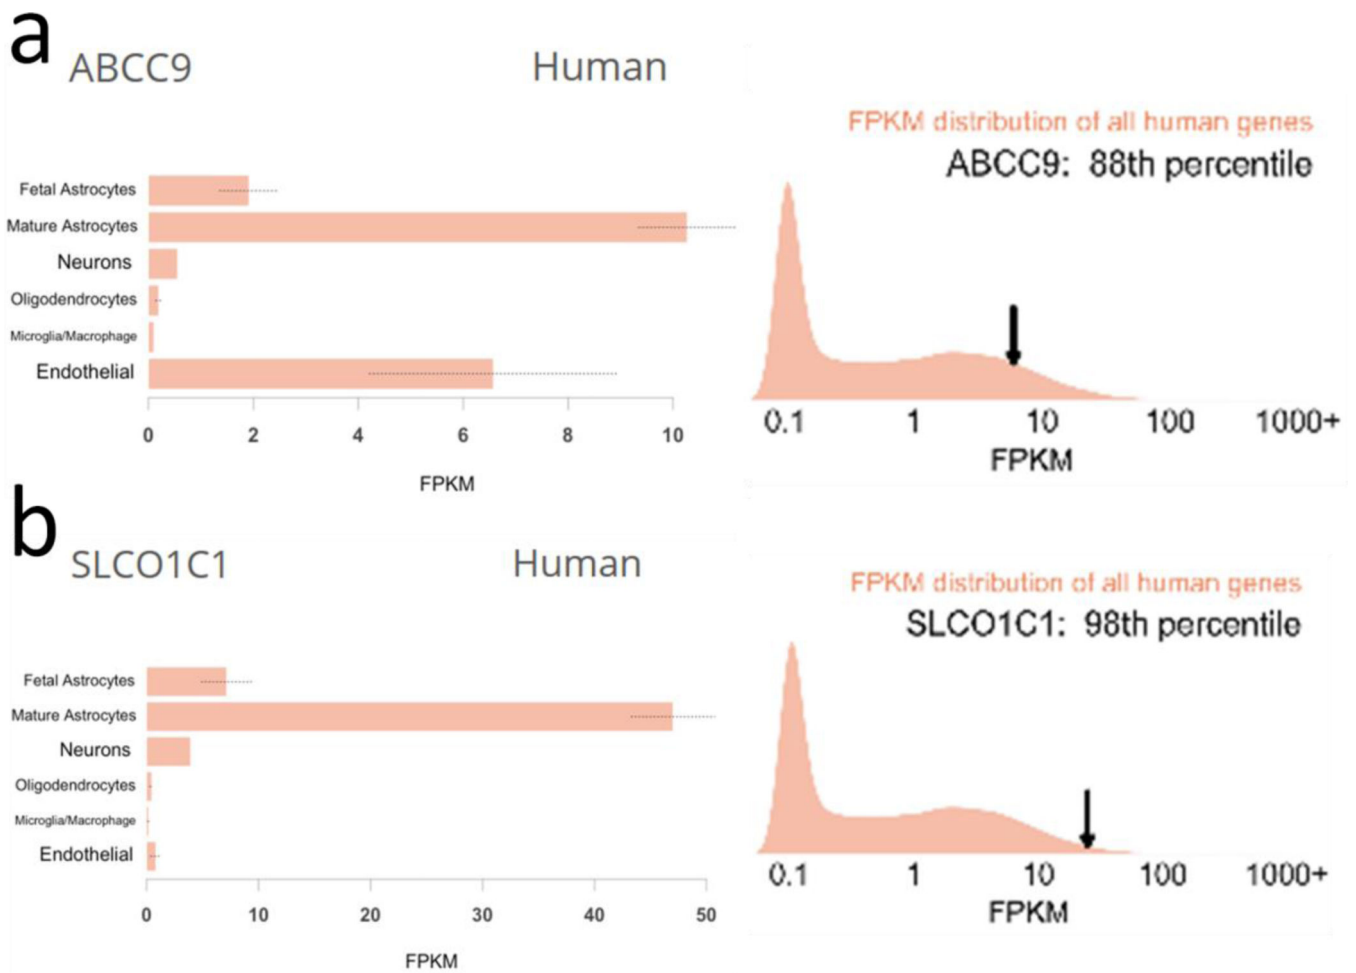 a
ABCC9 Human
FPKM distribution of all human genes
ABCC9: 88th percentile
Fetal Astrocytes
Mature Astrocytes
Neurons
Oligodendrocytes
Microglia/Macrophage
Endothelial
0 2 4 6 8 10
FPKM
0.1 1 10 100 1000+
FPKM
b
SLCO1C1 Human
FPKM distribution of all human genes
SLCO1C1: 98th percentile
Fetal Astrocytes
Mature Astrocytes
Neurons
Oligodendrocytes
Microglia/Macrophage
Endothelial
0 10 20 30 40 50
FPKM
0.1 1 10 100 1000+
FPKM